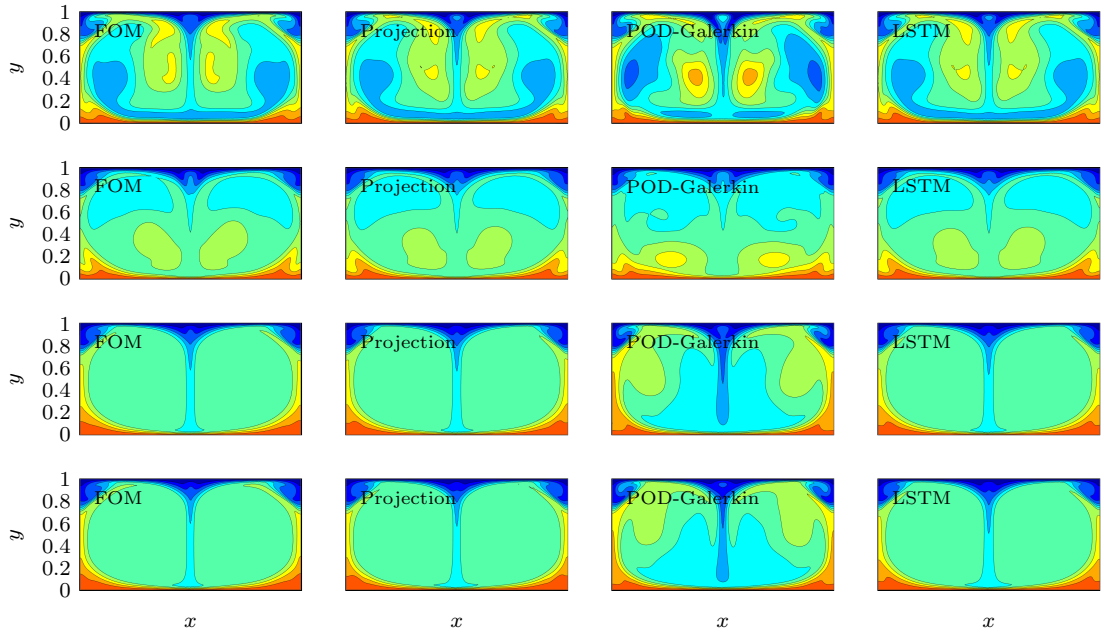 1
0.8
0.6
0.4
0.2
0
y
FOM
Projection
POD-Galerkin
LSTM
1
0.8
0.6
0.4
0.2
0
y
FOM
Projection
POD-Galerkin
LSTM
1
0.8
0.6
0.4
0.2
0
y
FOM
Projection
POD-Galerkin
LSTM
1
0.8
0.6
0.4
0.2
0
y
FOM
Projection
POD-Galerkin
LSTM
x
x
x
x